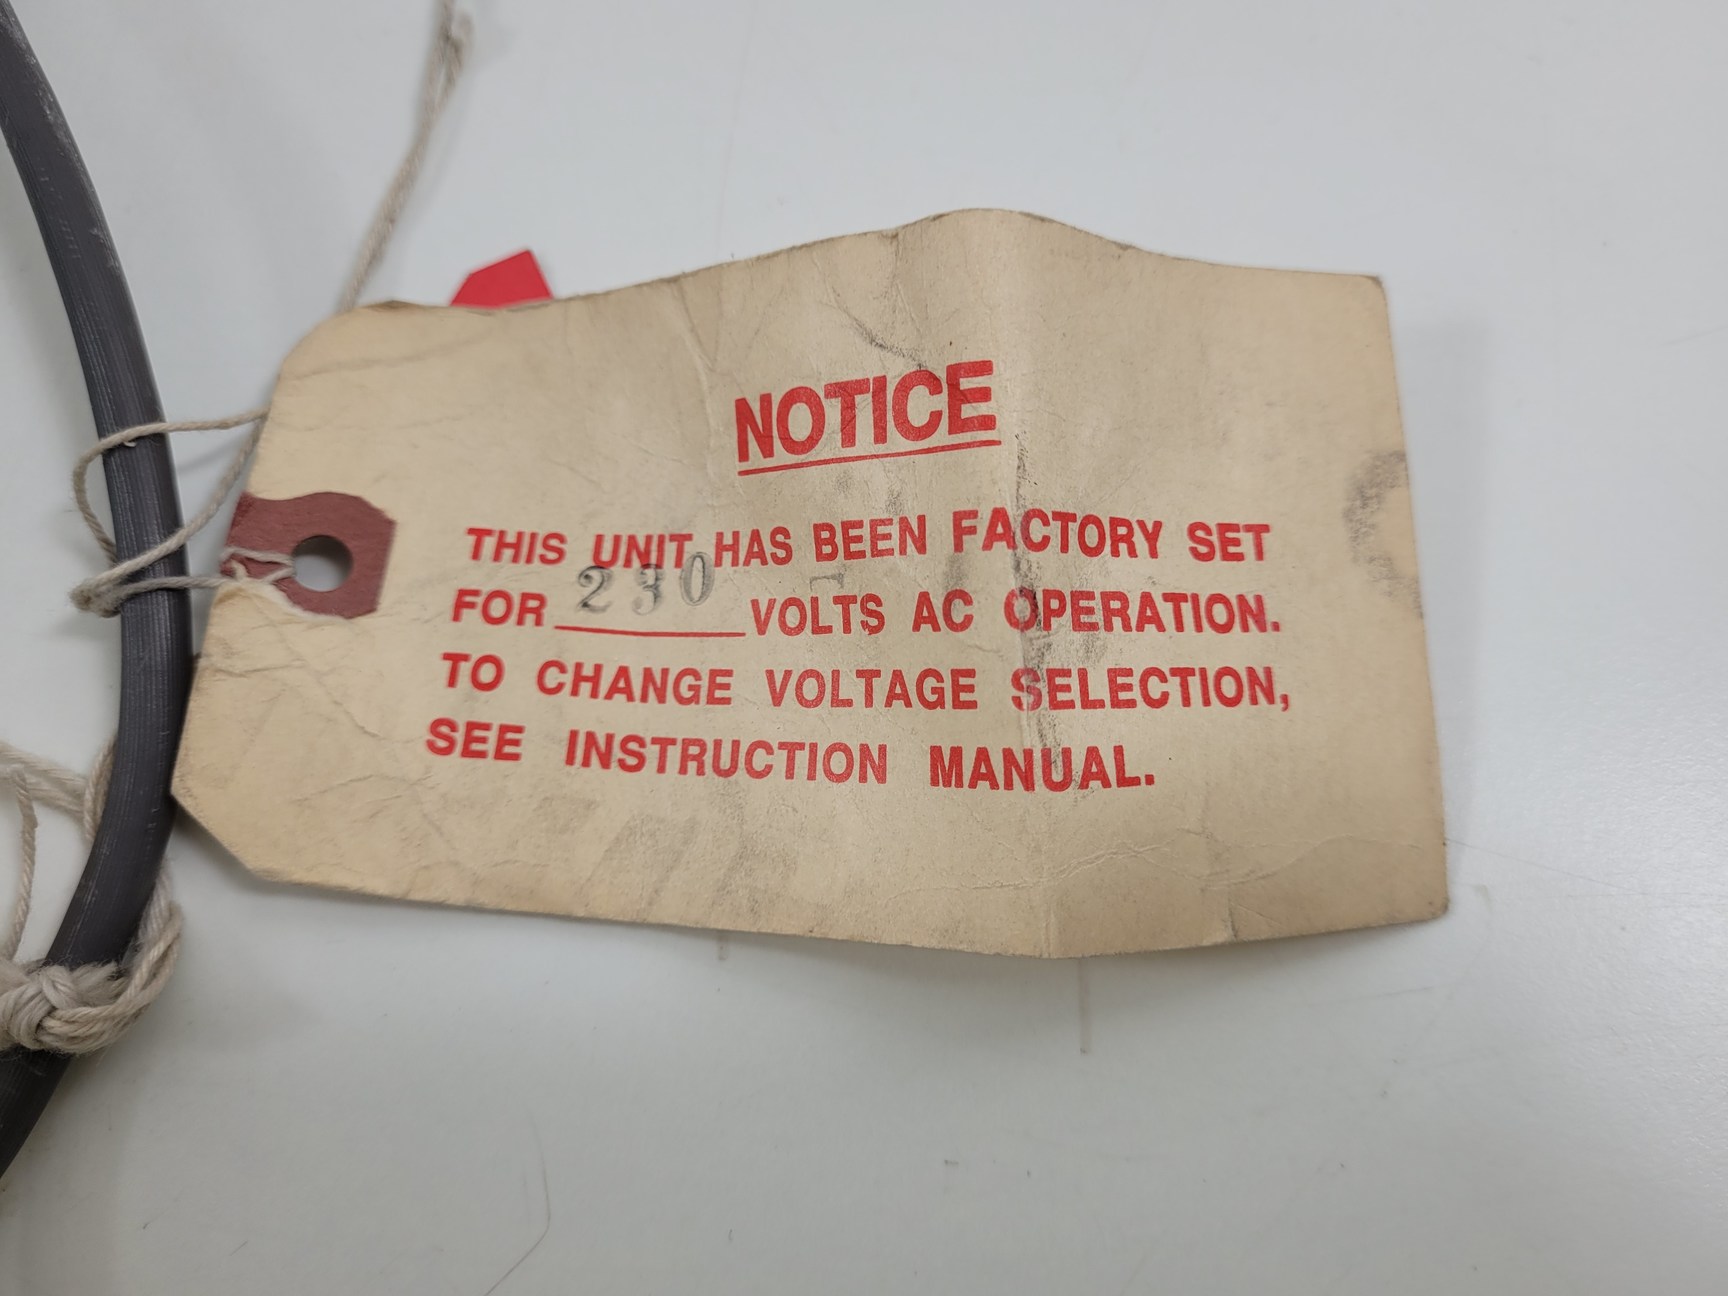 NOTICE
THIS UNIT HAS BEEN FACTORY SET
FOR 230 VOLTS AC OPERATION.
TO CHANGE VOLTAGE SELECTION,
SEE INSTRUCTION MANUAL.